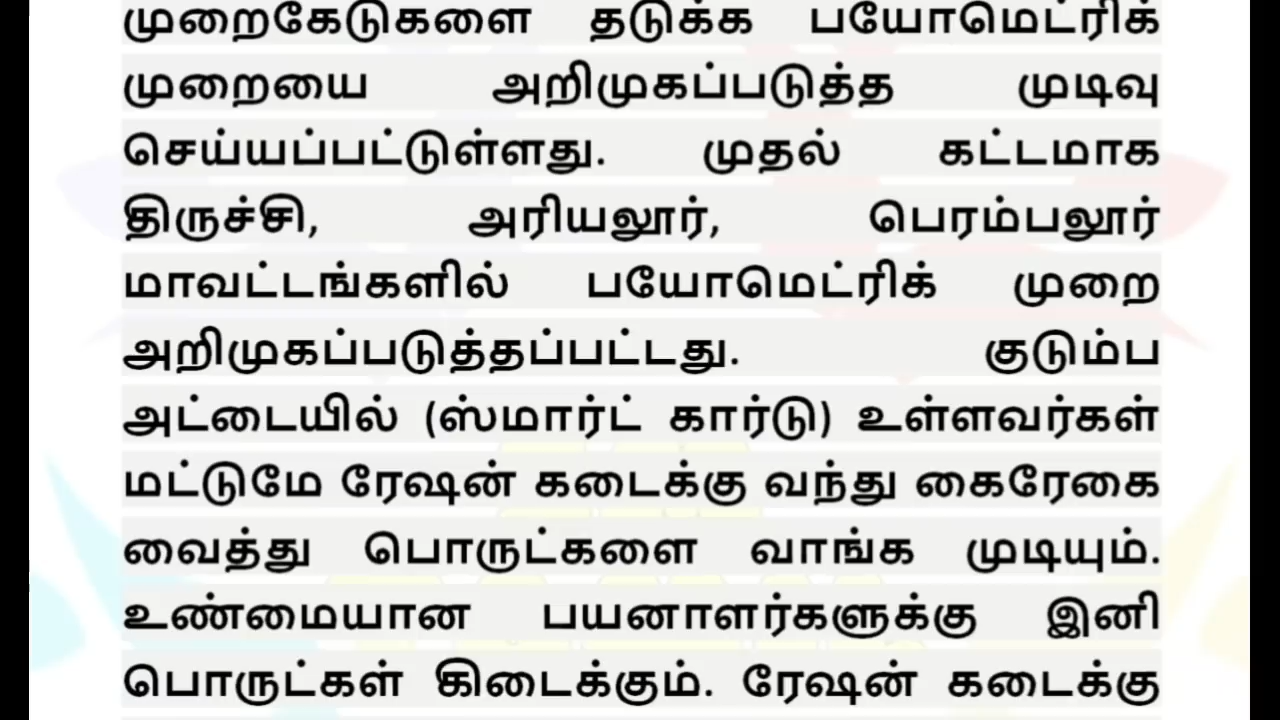 முறைகேடுகளை தடுக்க பயோமெட்ரிக்
முறையை அறிமுகப்படுத்த முடிவு
செய்யப்பட்டுள்ளது. முதல் கட்டமாக
திருச்சி, அரியலூர், பெரம்பலூர்
மாவட்டங்களில் பயோமெட்ரிக் முறை
அறிமுகப்படுத்தப்பட்டது. குடும்ப
அட்டையில் (ஸ்மார்ட் கார்டு) உள்ளவர்கள்
மட்டுமே ரேஷன் கடைக்கு வந்து கைரேகை
வைத்து பொருட்களை வாங்க முடியும்.
உண்மையான பயனாளர்களுக்கு இனி
பொருட்கள் கிடைக்கும். ரேஷன் கடைக்கு